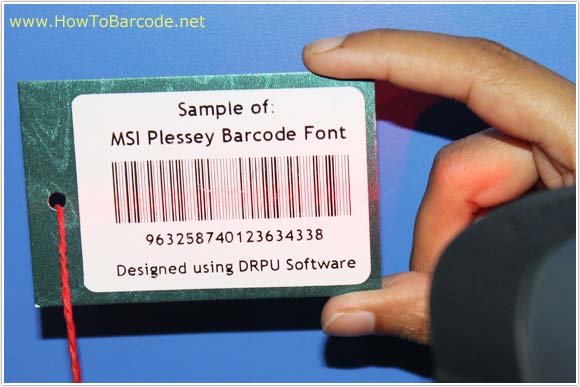 www.HowToBarcode.net
Sample of:
MSI Plessey Barcode Font
963258740123634338
Designed using DRPU Software